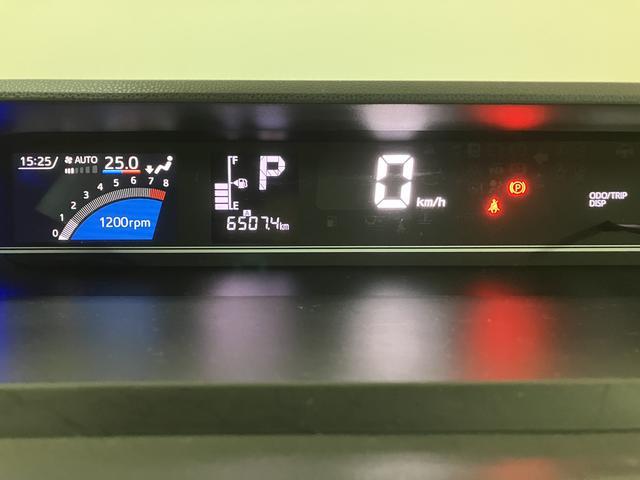 15:25 AUTO 25.0
0 1 2 3 4 5 6 7 8
1200rpm
F
E
P
A
6507.4km
0 km/h
(P)
ODO/TRIP
DISP